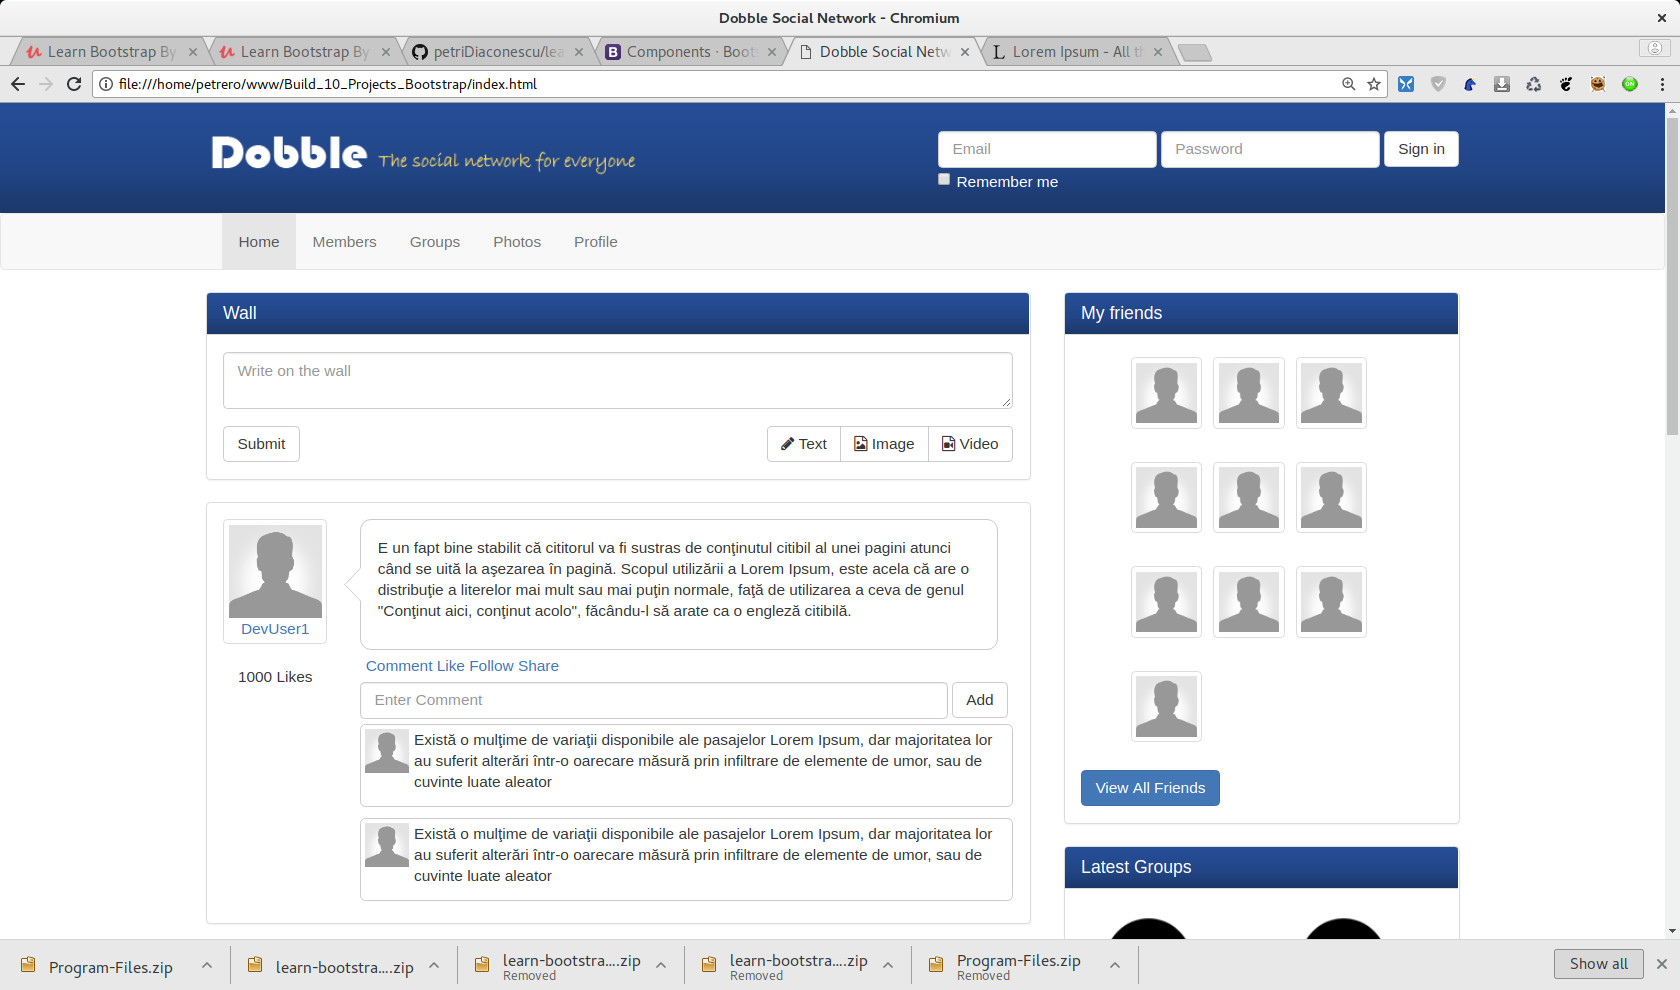 Dobble Social Network - Chromium
Learn Bootstrap By
Learn Bootstrap By
petriDiaconescu/lea
Components · Boots
Dobble Social Netw
Lorem Ipsum - All th
file:///home/petrero/www/Build_10_Projects_Bootstrap/index.html
Dobble The social network for everyone
Email
Password
Sign in
Remember me
Home
Members
Groups
Photos
Profile
Wall
Write on the wall
Submit
Text
Image
Video
DevUser1
1000 Likes
E un fapt bine stabilit că cititorul va fi sustras de conţinutul citibil al unei pagini atunci
când se uită la aşezarea în pagină. Scopul utilizării a Lorem Ipsum, este acela că are o
distribuţie a literelor mai mult sau mai puţin normale, faţă de utilizarea a ceva de genul
"Conţinut aici, conţinut acolo", făcându-l să arate ca o engleză citibilă.
Comment Like Follow Share
Enter Comment
Add
Există o mulţime de variaţii disponibile ale pasajelor Lorem Ipsum, dar majoritatea lor
au suferit alterări într-o oarecare măsură prin infiltrare de elemente de umor, sau de
cuvinte luate aleator
Există o mulţime de variaţii disponibile ale pasajelor Lorem Ipsum, dar majoritatea lor
au suferit alterări într-o oarecare măsură prin infiltrare de elemente de umor, sau de
cuvinte luate aleator
My friends
View All Friends
Latest Groups
Program-Files.zip
learn-bootstra....zip
learn-bootstra....zip
Removed
learn-bootstra....zip
Removed
Program-Files.zip
Removed
Show all